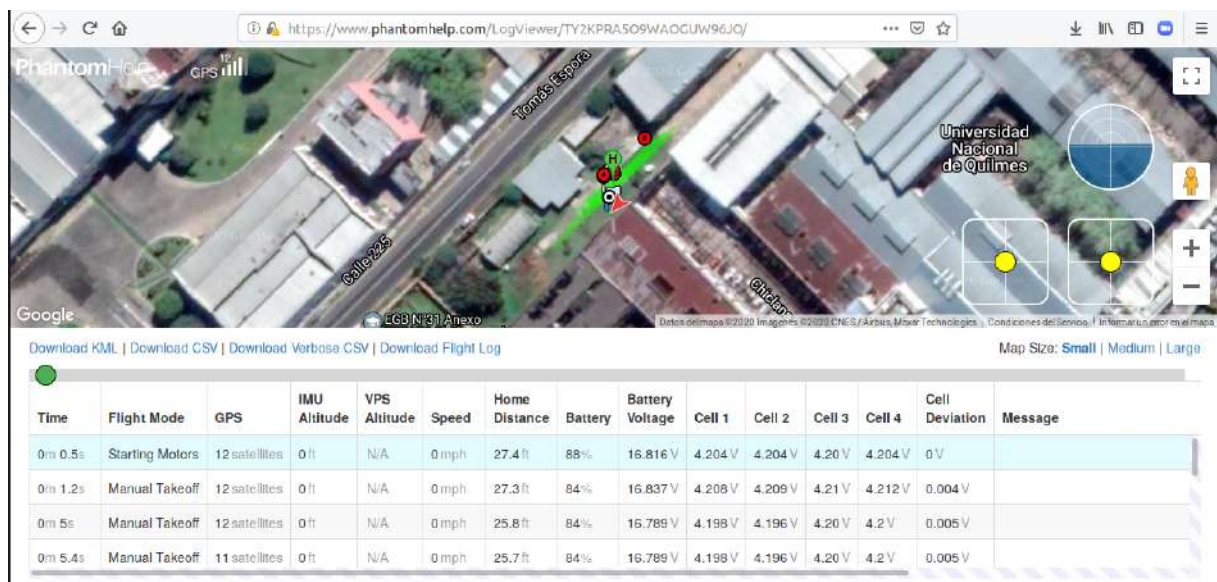 https://www.phantomhelp.com/LogViewer/TY2KPRA5O9WAOGUW96JO/
PhantomHelp
GPS 12
Tomás Espora
Universidad
Nacional
de Quilmes
H
Calle 225
Chiclana
Google
EGB N°31 Anexo
Datos del mapa ©2020 Imágenes ©2020 CNES / Airbus, Maxar Technologies Condiciones del Servicio Informar un error en el mapa
Download KML | Download CSV | Download Verbose CSV | Download Flight Log
Map Size: Small | Medium | Large
Time Flight Mode GPS IMU Altitude VPS Altitude Speed Home Distance Battery Battery Voltage Cell 1 Cell 2 Cell 3 Cell 4 Cell Deviation Message
0m 0.5s Starting Motors 12 satellites 0 ft N/A 0 mph 27.4 ft 88% 16.816 V 4.204 V 4.204 V 4.20 V 4.204 V 0 V
0m 1.2s Manual Takeoff 12 satellites 0 ft N/A 0 mph 27.3 ft 84% 16.837 V 4.208 V 4.209 V 4.21 V 4.212 V 0.004 V
0m 5s Manual Takeoff 12 satellites 0 ft N/A 0 mph 25.8 ft 84% 16.789 V 4.198 V 4.196 V 4.20 V 4.2 V 0.005 V
0m 5.4s Manual Takeoff 11 satellites 0 ft N/A 0 mph 25.7 ft 84% 16.789 V 4.198 V 4.196 V 4.20 V 4.2 V 0.005 V